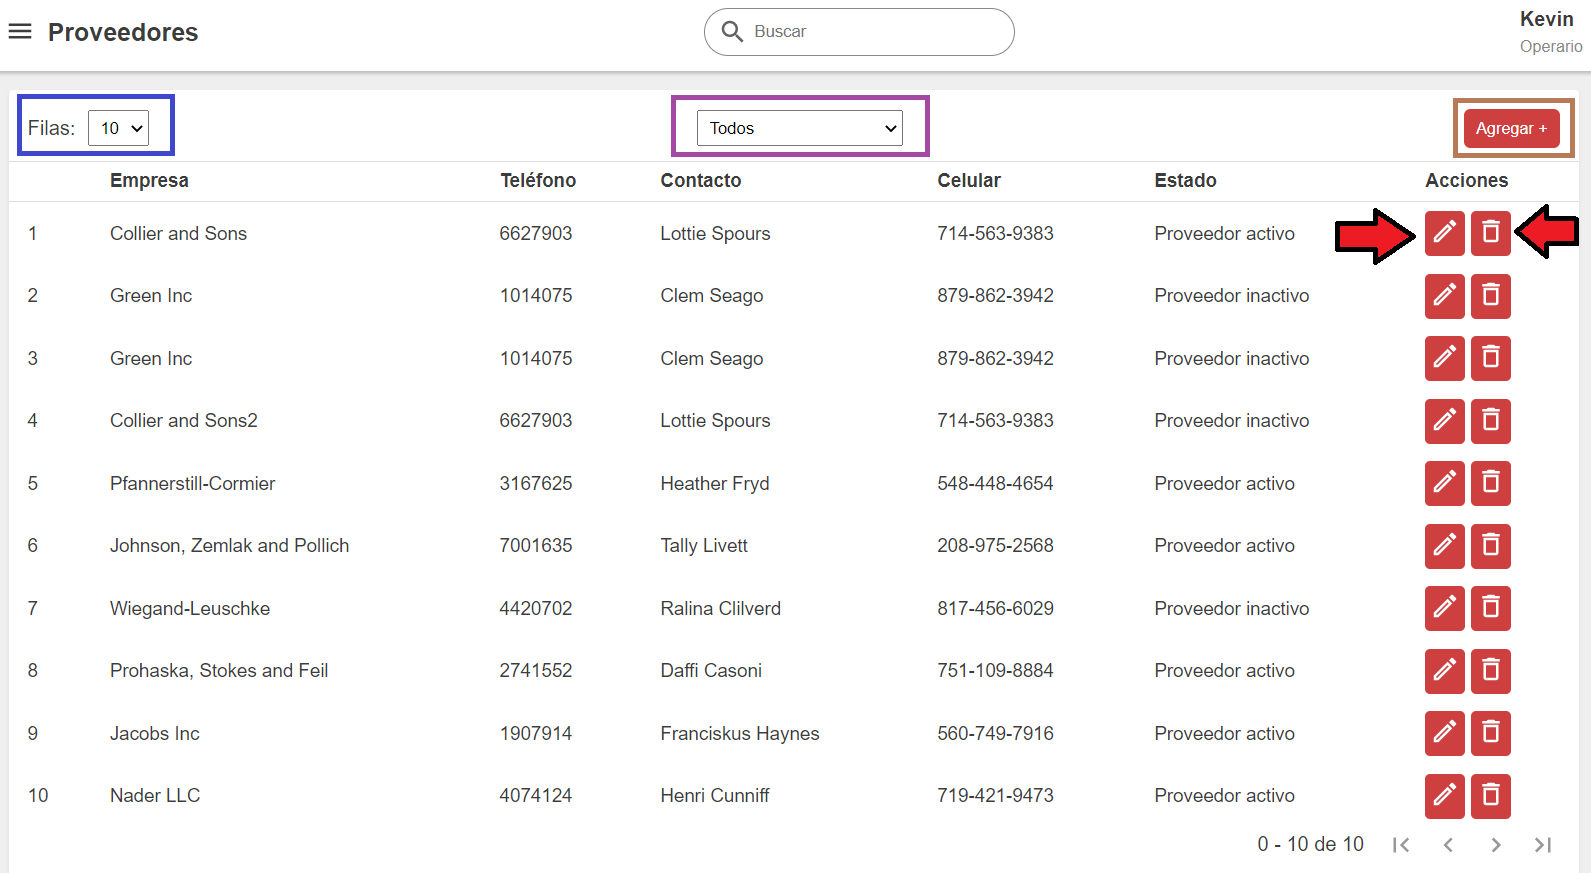 Proveedores
Buscar
Kevin
Operario
Filas: 10
Todos
Agregar +
Empresa Teléfono Contacto Celular Estado Acciones
1 Collier and Sons 6627903 Lottie Spours 714-563-9383 Proveedor activo
2 Green Inc 1014075 Clem Seago 879-862-3942 Proveedor inactivo
3 Green Inc 1014075 Clem Seago 879-862-3942 Proveedor inactivo
4 Collier and Sons2 6627903 Lottie Spours 714-563-9383 Proveedor inactivo
5 Pfannerstill-Cormier 3167625 Heather Fryd 548-448-4654 Proveedor activo
6 Johnson, Zemlak and Pollich 7001635 Tally Livett 208-975-2568 Proveedor activo
7 Wiegand-Leuschke 4420702 Ralina Clilverd 817-456-6029 Proveedor inactivo
8 Prohaska, Stokes and Feil 2741552 Daffi Casoni 751-109-8884 Proveedor activo
9 Jacobs Inc 1907914 Franciskus Haynes 560-749-7916 Proveedor activo
10 Nader LLC 4074124 Henri Cunniff 719-421-9473 Proveedor activo
0 - 10 de 10